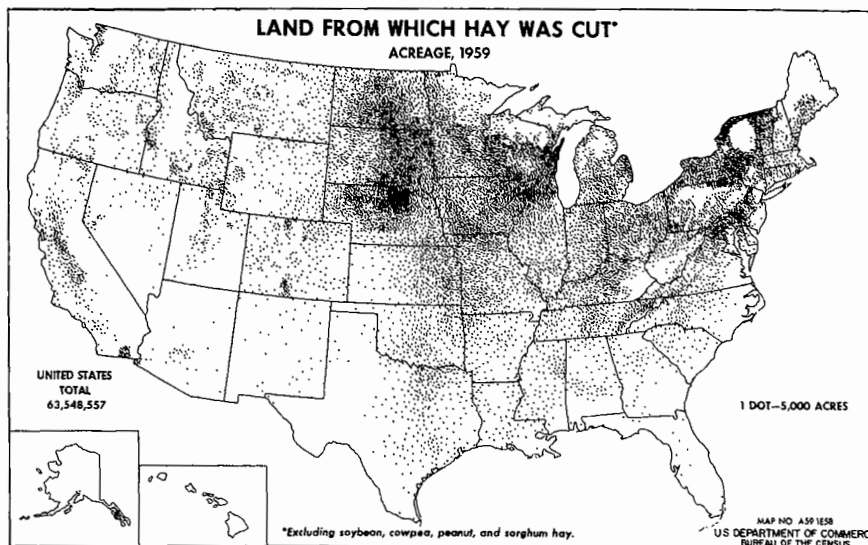 LAND FROM WHICH HAY WAS CUT*
ACREAGE, 1959
UNITED STATES
TOTAL
63,548,557
1 DOT—5,000 ACRES
*Excluding soybean, cowpea, peanut, and sorghum hay.
MAP NO A59 1E58
US DEPARTMENT OF COMMERC
BUREAU OF THE CENSUS